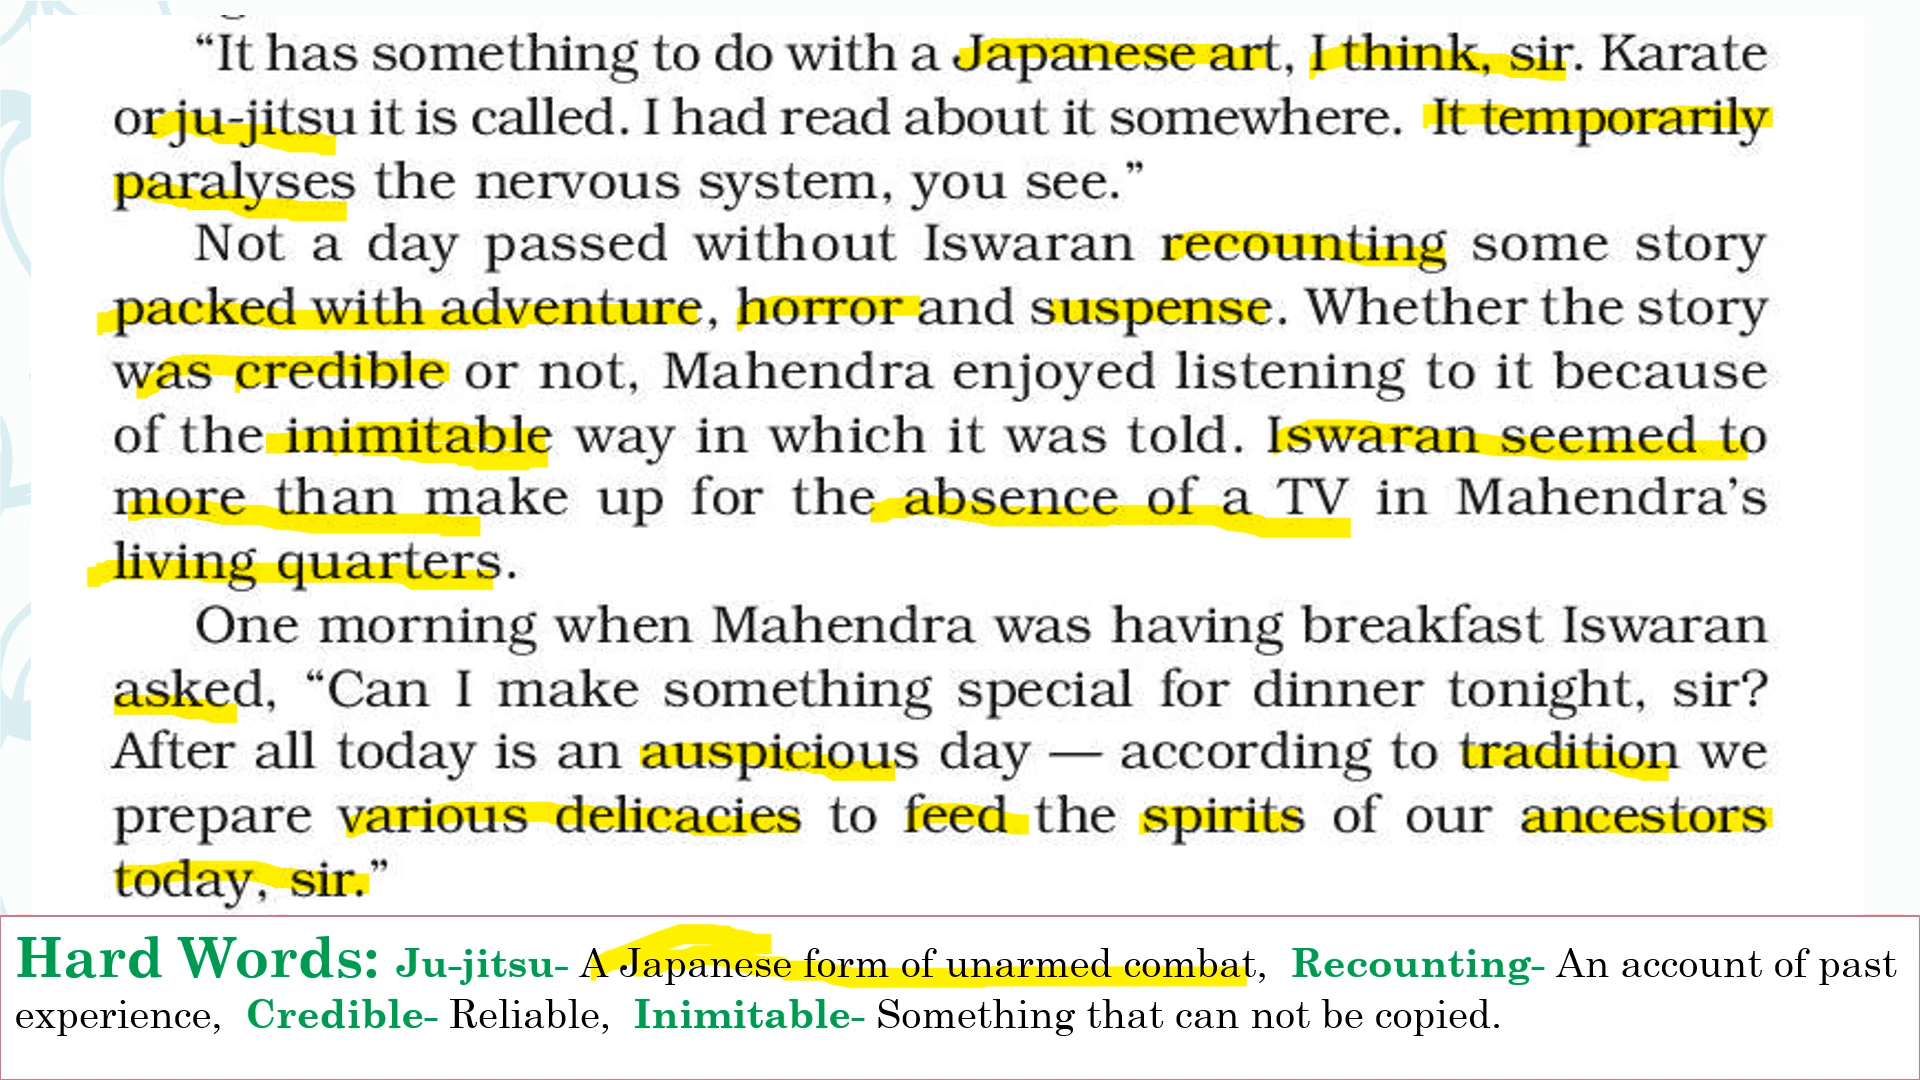 “It has something to do with a Japanese art, I think, sir. Karate
or ju-jitsu it is called. I had read about it somewhere. It temporarily
paralyses the nervous system, you see.”
Not a day passed without Iswaran recounting some story
packed with adventure, horror and suspense. Whether the story
was credible or not, Mahendra enjoyed listening to it because
of the inimitable way in which it was told. Iswaran seemed to
more than make up for the absence of a TV in Mahendra’s
living quarters.
One morning when Mahendra was having breakfast Iswaran
asked, “Can I make something special for dinner tonight, sir?
After all today is an auspicious day — according to tradition we
prepare various delicacies to feed the spirits of our ancestors
today, sir.”
Hard Words: Ju-jitsu- A Japanese form of unarmed combat, Recounting- An account of past
experience, Credible- Reliable, Inimitable- Something that can not be copied.